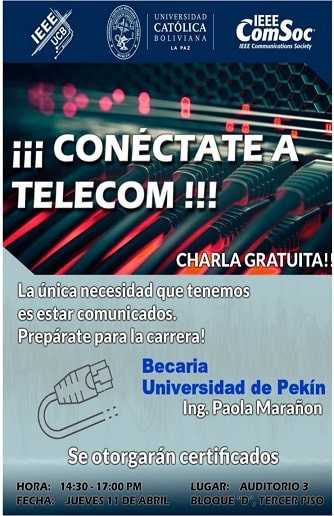 IEEE
UCB
UNIVERSIDAD
CATÓLICA
BOLIVIANA
LA PAZ
IEEE
ComSoc
IEEE Communications Society
¡¡¡ CONÉCTATE A
TELECOM !!!
CHARLA GRATUITA!!
La única necesidad que tenemos
es estar comunicados.
Prepárate para la carrera!
Becaria
Universidad de Pekín
Ing. Paola Marañon
Se otorgarán certificados
HORA: 14:30 - 17:00 PM
FECHA: JUEVES 11 DE ABRIL
LUGAR: AUDITORIO 3
BLOQUE "D", TERCER PISO